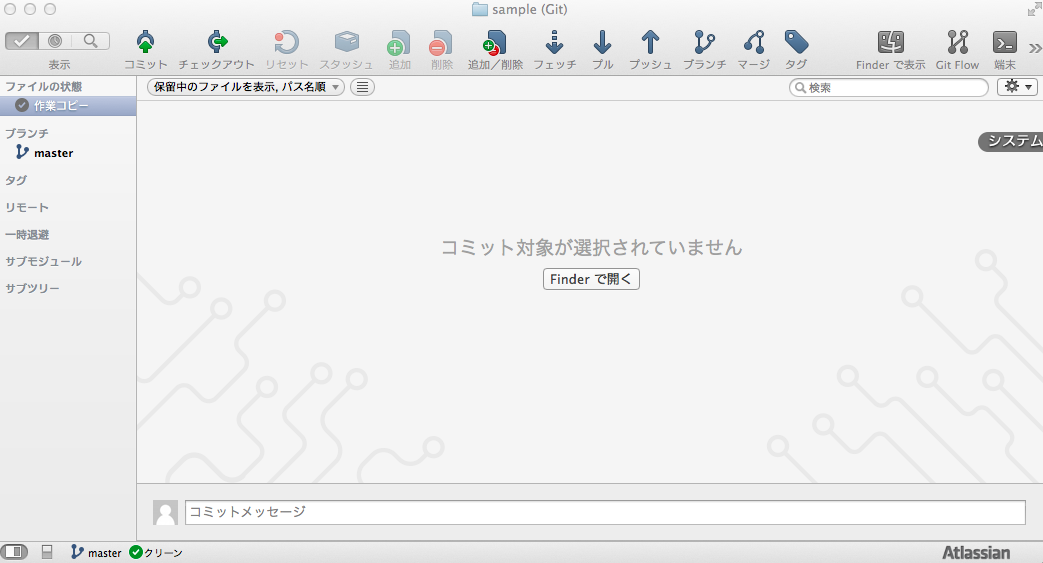 sample (Git)
表示 コミット チェックアウト リセット スタッシュ 追加 削除 追加／削除 フェッチ プル プッシュ ブランチ マージ タグ Finder で表示 Git Flow 端末
ファイルの状態
保留中のファイルを表示, パス名順
検索
作業コピー
ブランチ
master
システム
タグ
リモート
一時退避
サブモジュール
サブツリー
コミット対象が選択されていません
Finder で開く
コミットメッセージ
master クリーン
Atlassian